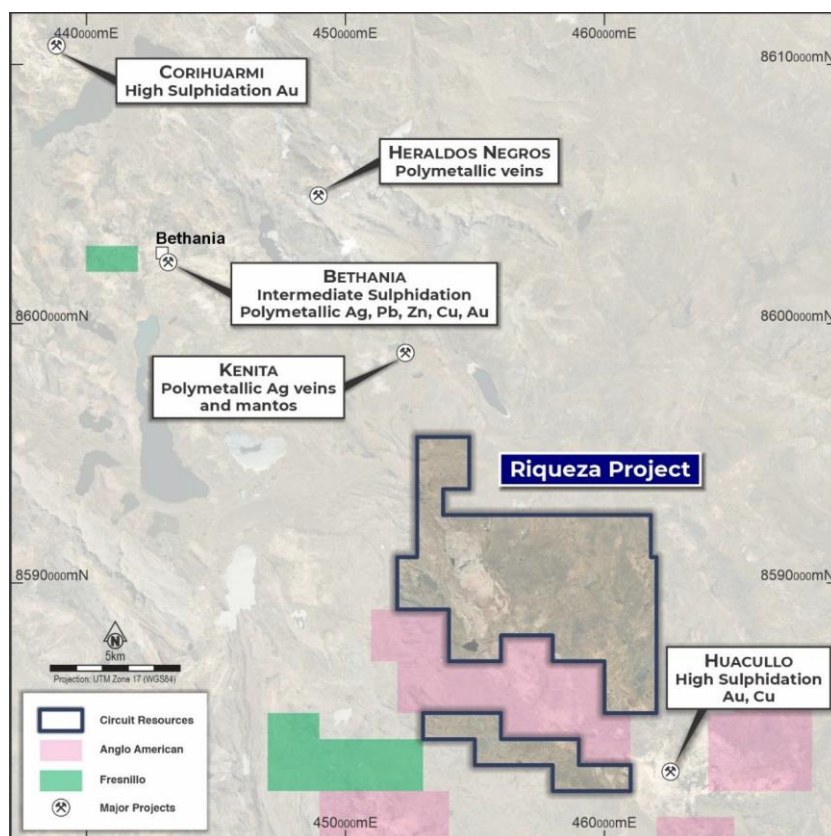 440000mE
450000mE
460000mE
8610000mN
CORIHUARMI
High Sulphidation Au
HERALDOS NEGROS
Polymetallic veins
Bethania
BETHANIA
Intermediate Sulphidation
Polymetallic Ag, Pb, Zn, Cu, Au
8600000mN
8600000mN
KENITA
Polymetallic Ag veins
and mantos
Riqueza Project
8590000mN
8590000mN
N
5km
Projection: UTM Zone 17 (WGS84)
HUACULLO
High Sulphidation
Au, Cu
Circuit Resources
Anglo American
Fresnillo
Major Projects
450000mE
460000mE